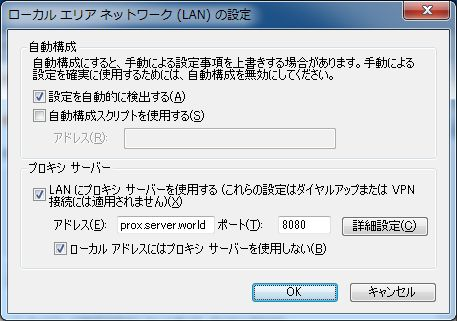 ローカル エリア ネットワーク (LAN) の設定
自動構成
自動構成にすると、手動による設定事項を上書きする場合があります。手動による
設定を確実に使用するためには、自動構成を無効にしてください。
設定を自動的に検出する(A)
自動構成スクリプトを使用する(S)
アドレス(R):
プロキシ サーバー
LAN にプロキシ サーバーを使用する (これらの設定はダイヤルアップまたは VPN
接続には適用されません)(X)
アドレス(E): prox.server.world ポート(T): 8080 詳細設定(C)
ローカル アドレスにはプロキシ サーバーを使用しない(B)
OK キャンセル